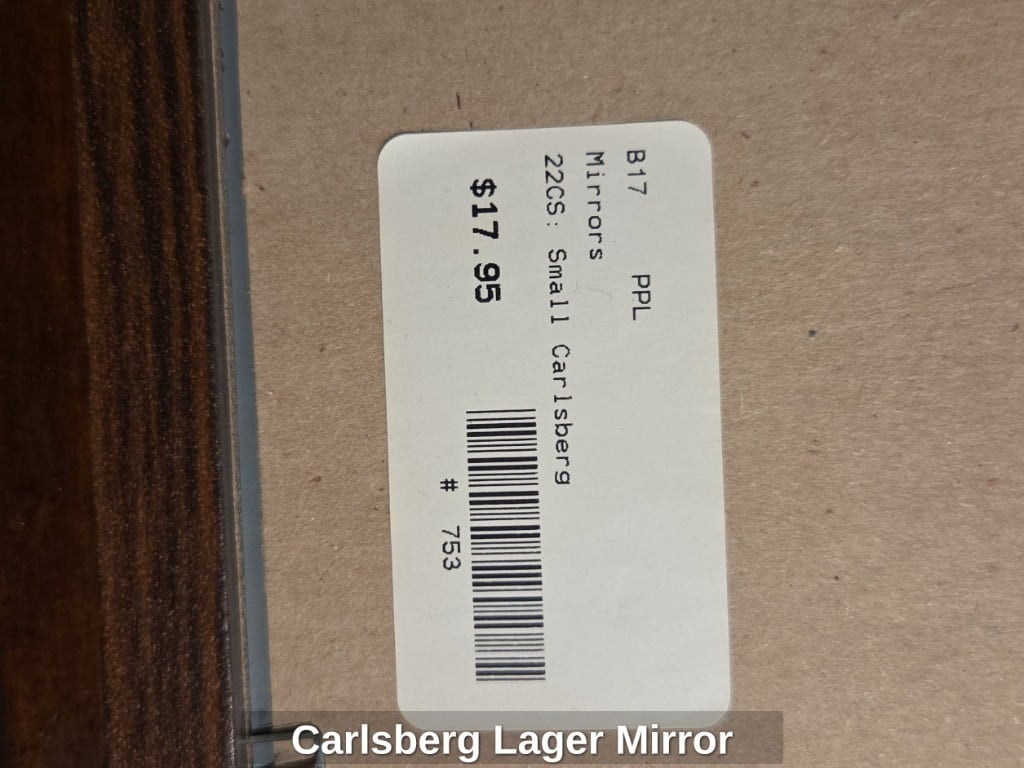 B17 PPL
Mirrors
22CS: Small Carlsberg
$17.95
# 753
Carlsberg Lager Mirror